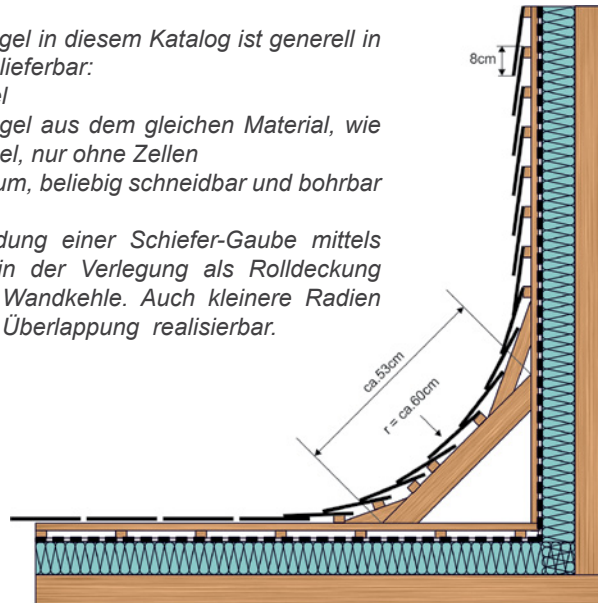 gel in diesem Katalog ist generell in
lieferbar:
el
gel aus dem gleichen Material, wie
el, nur ohne Zellen
um, beliebig schneidbar und bohrbar
dung einer Schiefer-Gaube mittels
in der Verlegung als Rolldeckung
Wandkehle. Auch kleinere Radien
Überlappung realisierbar.
8cm
ca.53cm
r = ca.60cm